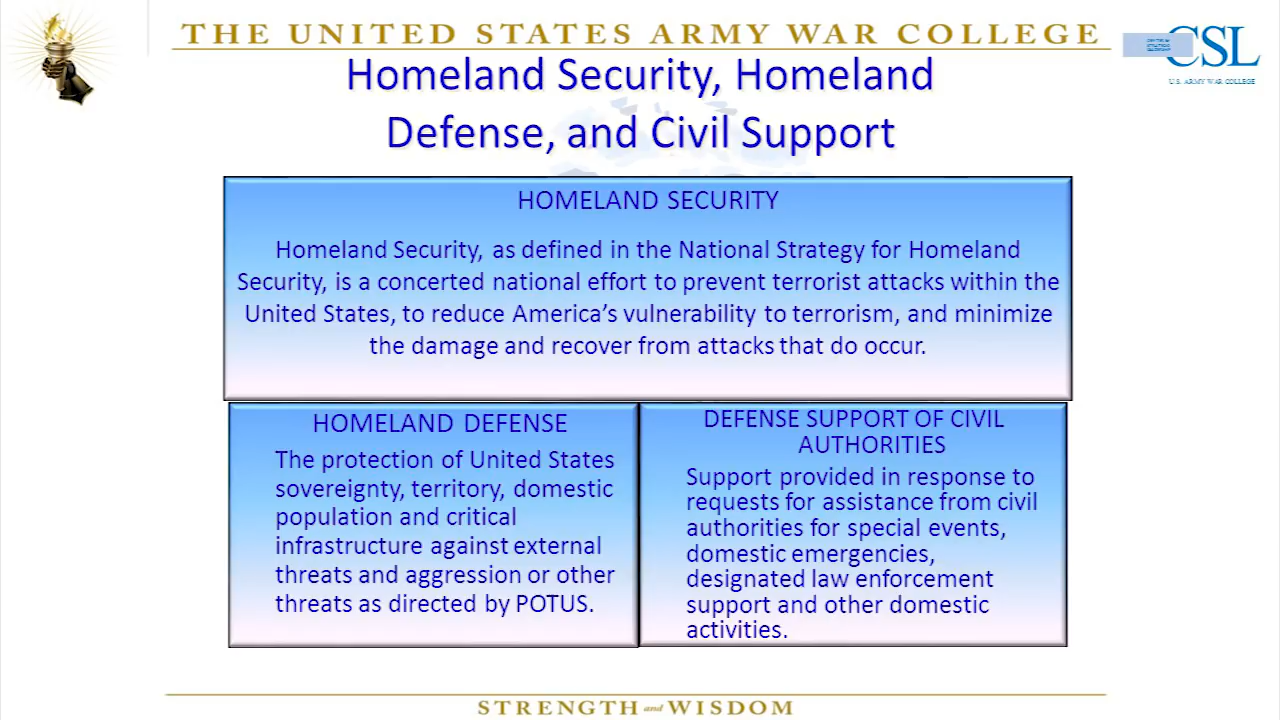 THE UNITED STATES ARMY WAR COLLEGE
CSL
U.S. ARMY WAR COLLEGE
Homeland Security, Homeland
Defense, and Civil Support
HOMELAND SECURITY
Homeland Security, as defined in the National Strategy for Homeland
Security, is a concerted national effort to prevent terrorist attacks within the
United States, to reduce America’s vulnerability to terrorism, and minimize
the damage and recover from attacks that do occur.
HOMELAND DEFENSE
The protection of United States
sovereignty, territory, domestic
population and critical
infrastructure against external
threats and aggression or other
threats as directed by POTUS.
DEFENSE SUPPORT OF CIVIL
AUTHORITIES
Support provided in response to
requests for assistance from civil
authorities for special events,
domestic emergencies,
designated law enforcement
support and other domestic
activities.
STRENGTH and WISDOM